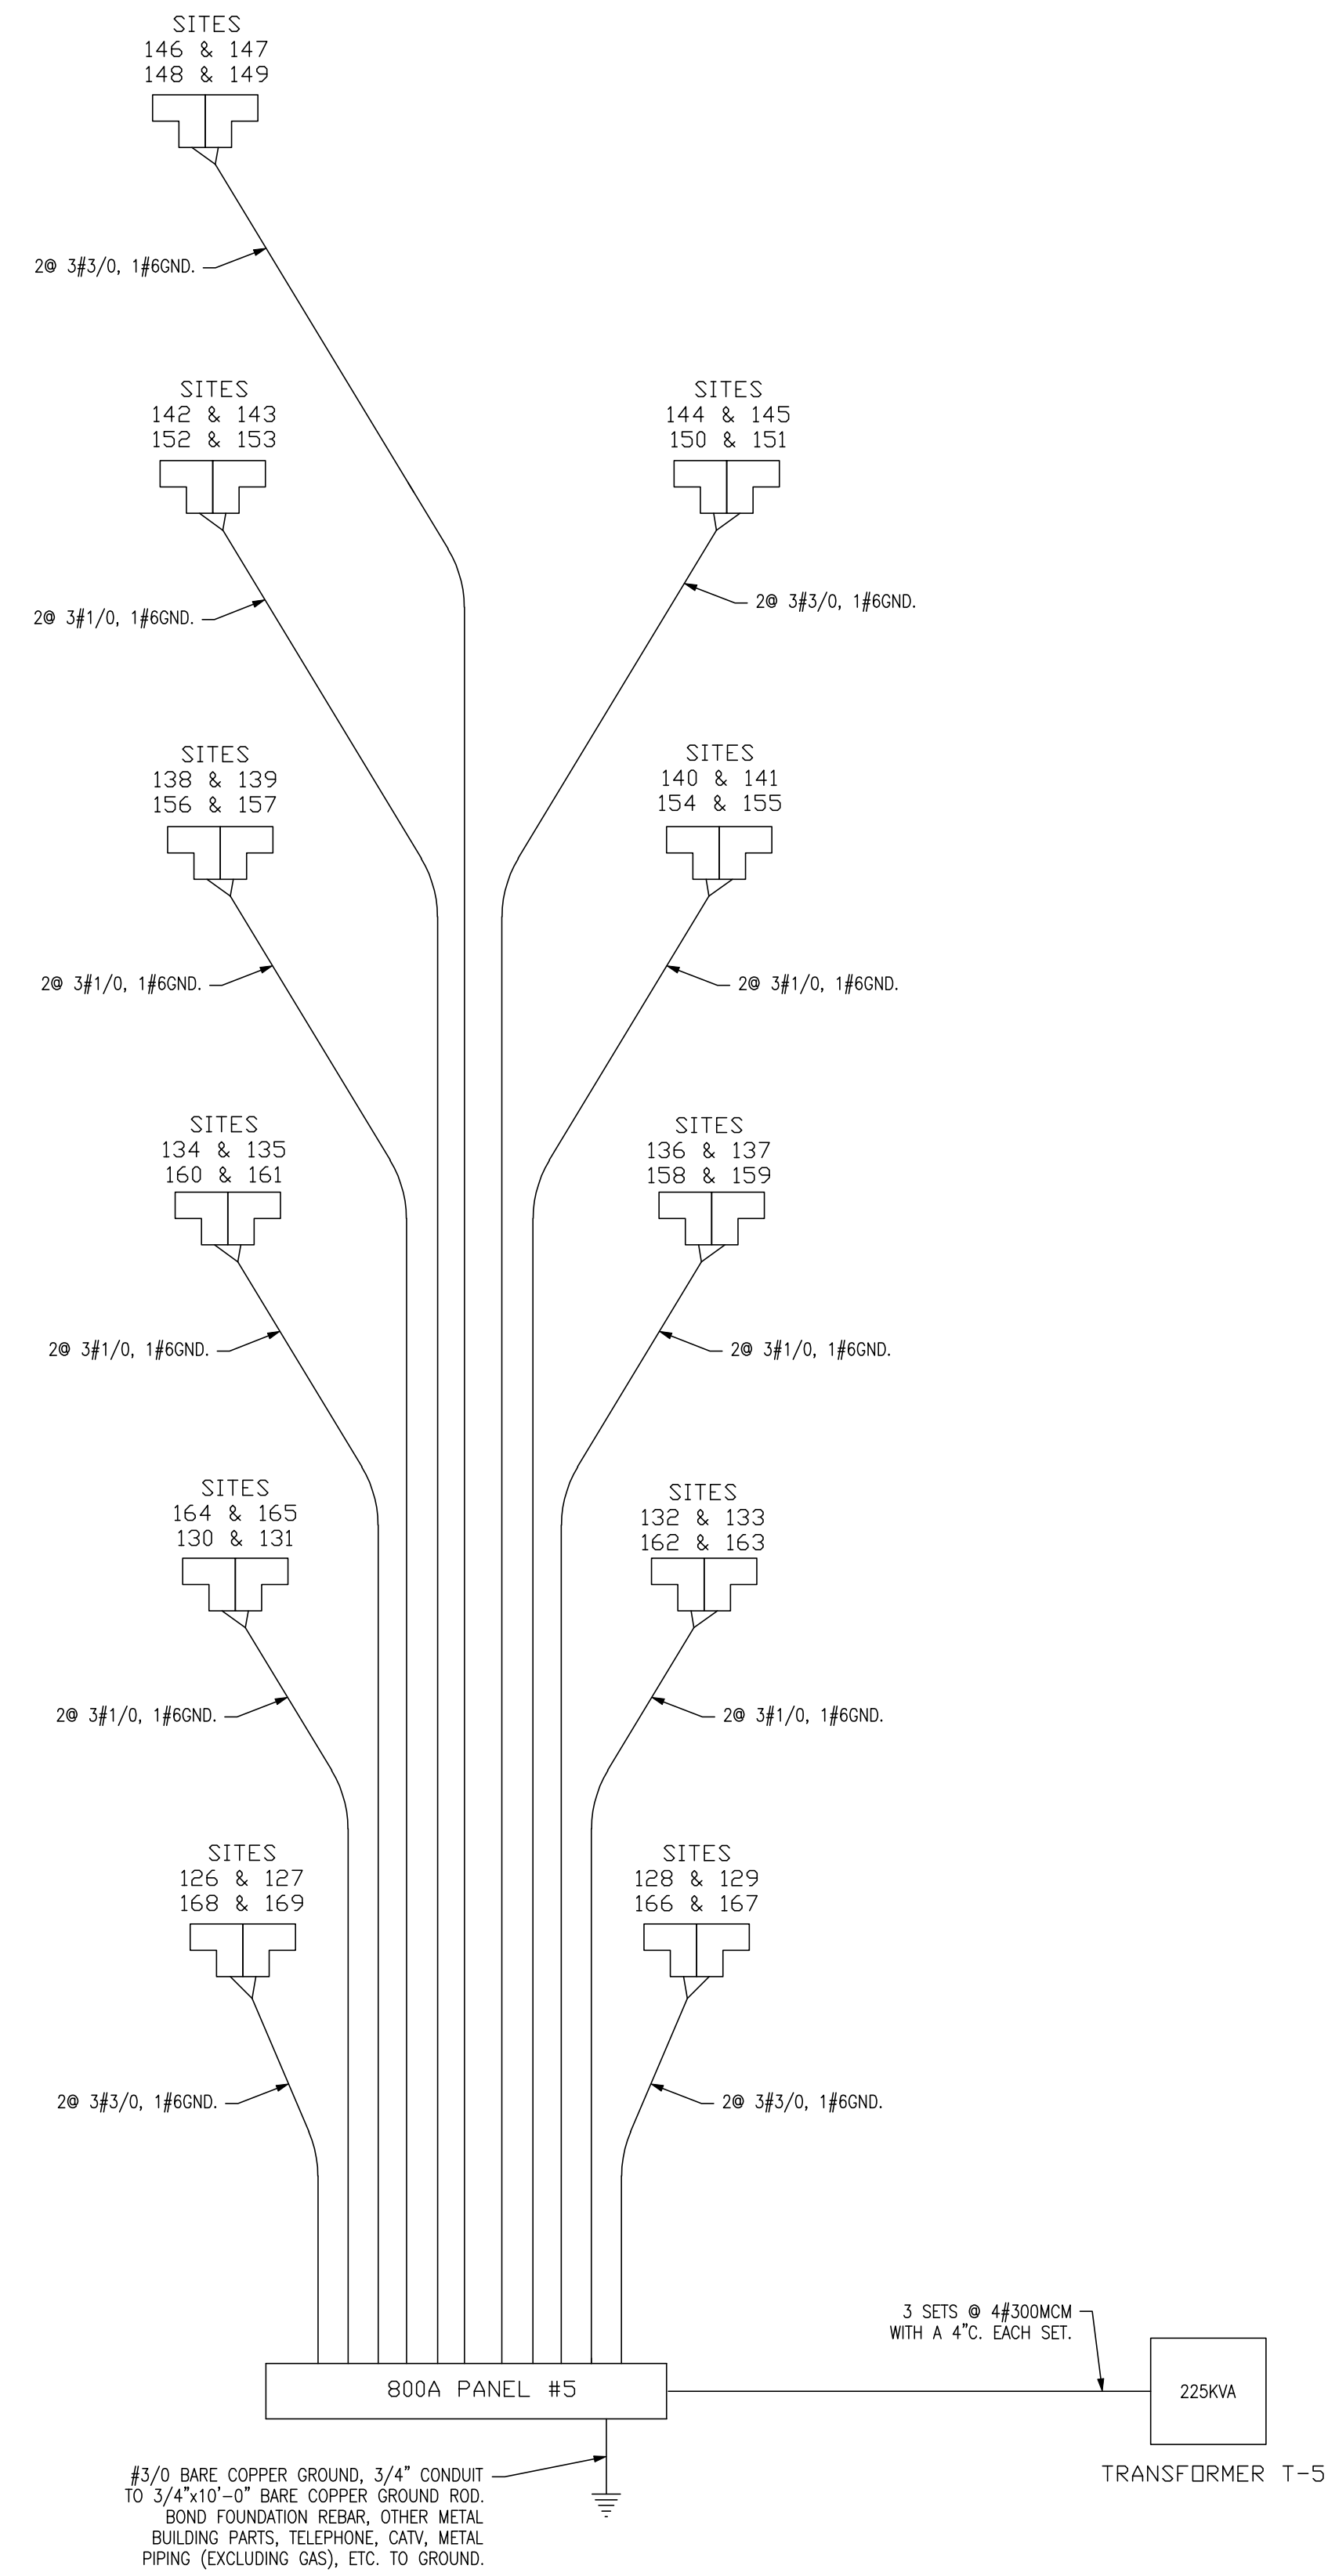 SITES
146 & 147
148 & 149
2@ 3#3/0, 1#6GND.
SITES
142 & 143
152 & 153
SITES
144 & 145
150 & 151
2@ 3#1/0, 1#6GND.
2@ 3#3/0, 1#6GND.
SITES
138 & 139
156 & 157
SITES
140 & 141
154 & 155
2@ 3#1/0, 1#6GND.
2@ 3#1/0, 1#6GND.
SITES
134 & 135
160 & 161
SITES
136 & 137
158 & 159
2@ 3#1/0, 1#6GND.
2@ 3#1/0, 1#6GND.
SITES
164 & 165
130 & 131
SITES
132 & 133
162 & 163
2@ 3#1/0, 1#6GND.
2@ 3#1/0, 1#6GND.
SITES
126 & 127
168 & 169
SITES
128 & 129
166 & 167
2@ 3#3/0, 1#6GND.
2@ 3#3/0, 1#6GND.
3 SETS @ 4#300MCM
WITH A 4"C. EACH SET.
800A PANEL #5
225KVA
TRANSFORMER T-5
#3/0 BARE COPPER GROUND, 3/4" CONDUIT
TO 3/4"x10'-0" BARE COPPER GROUND ROD.
BOND FOUNDATION REBAR, OTHER METAL
BUILDING PARTS, TELEPHONE, CATV, METAL
PIPING (EXCLUDING GAS), ETC. TO GROUND.